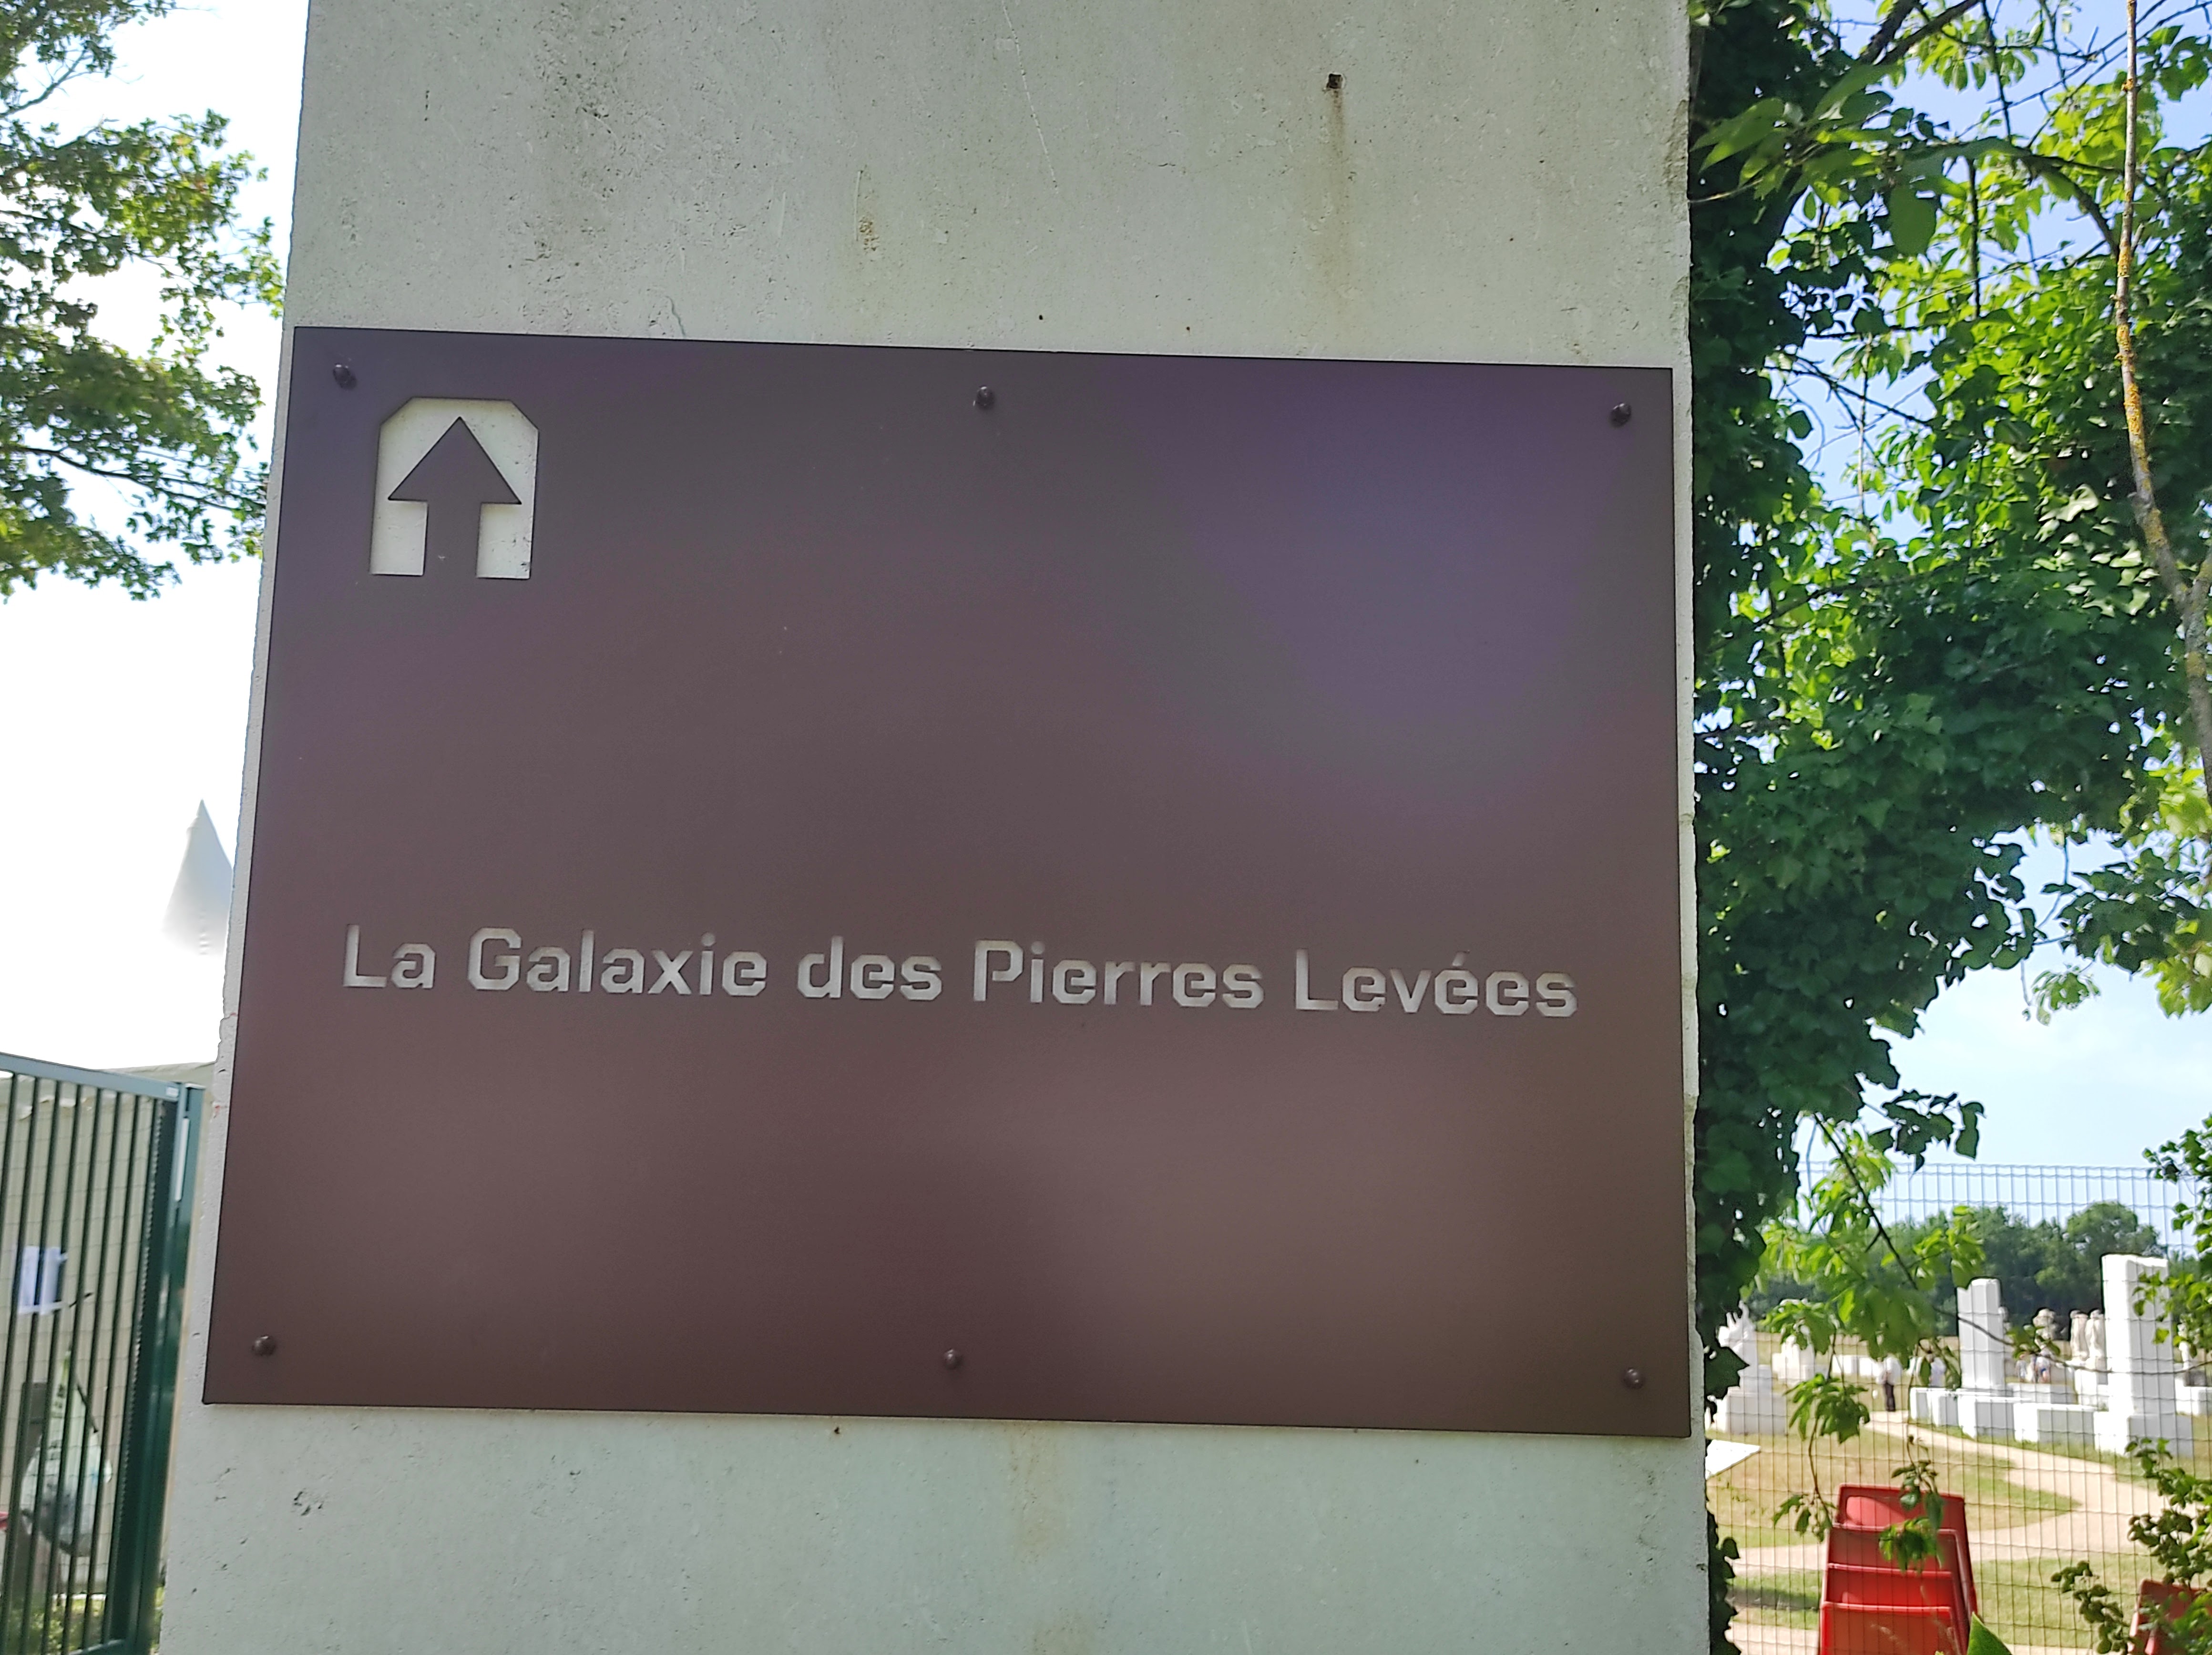 La Galaxie des Pierres Levées